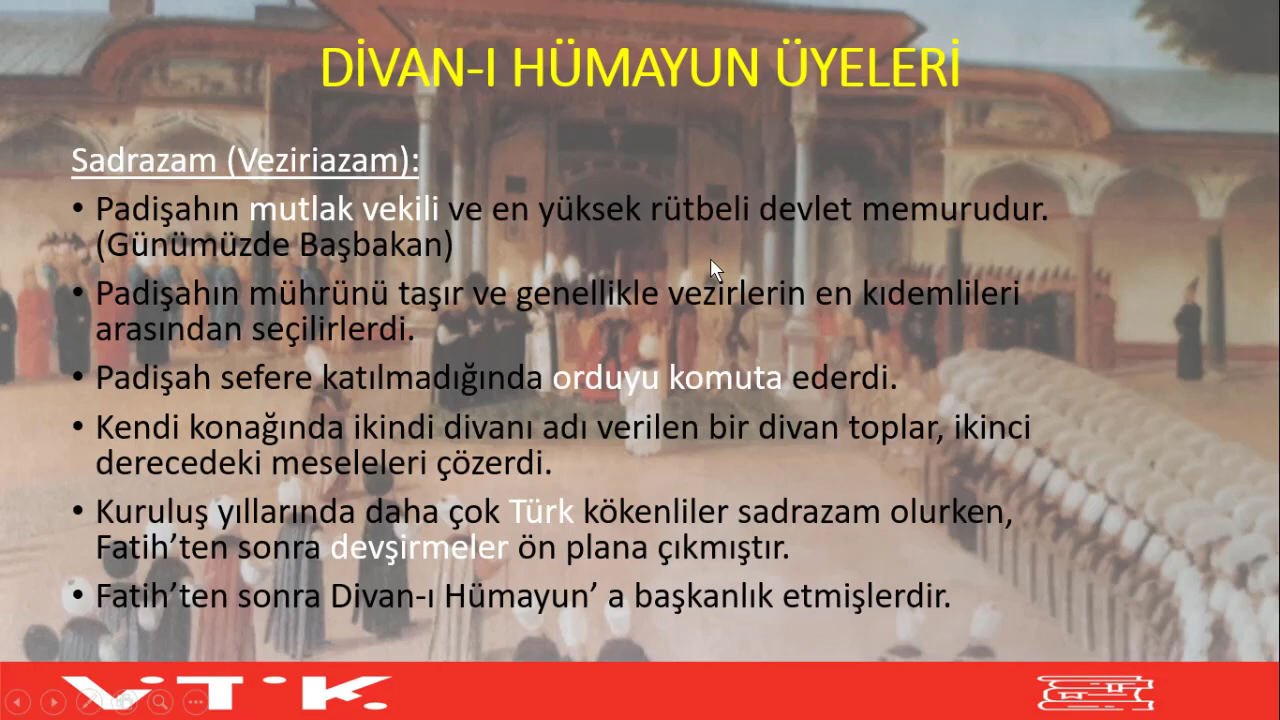 DİVAN-I HÜMAYUN ÜYELERİ
Sadrazam (Veziriazam):
• Padişahın mutlak vekili ve en yüksek rütbeli devlet memurudur.
(Günümüzde Başbakan)
• Padişahın mührünü taşır ve genellikle vezirlerin en kıdemlileri
arasından seçilirlerdi.
• Padişah sefere katılmadığında orduyu komuta ederdi.
• Kendi konağında ikindi divanı adı verilen bir divan toplar, ikinci
derecedeki meseleleri çözerdi.
• Kuruluş yıllarında daha çok Türk kökenliler sadrazam olurken,
Fatih’ten sonra devşirmeler ön plana çıkmıştır.
• Fatih’ten sonra Divan-ı Hümayun’ a başkanlık etmişlerdir.